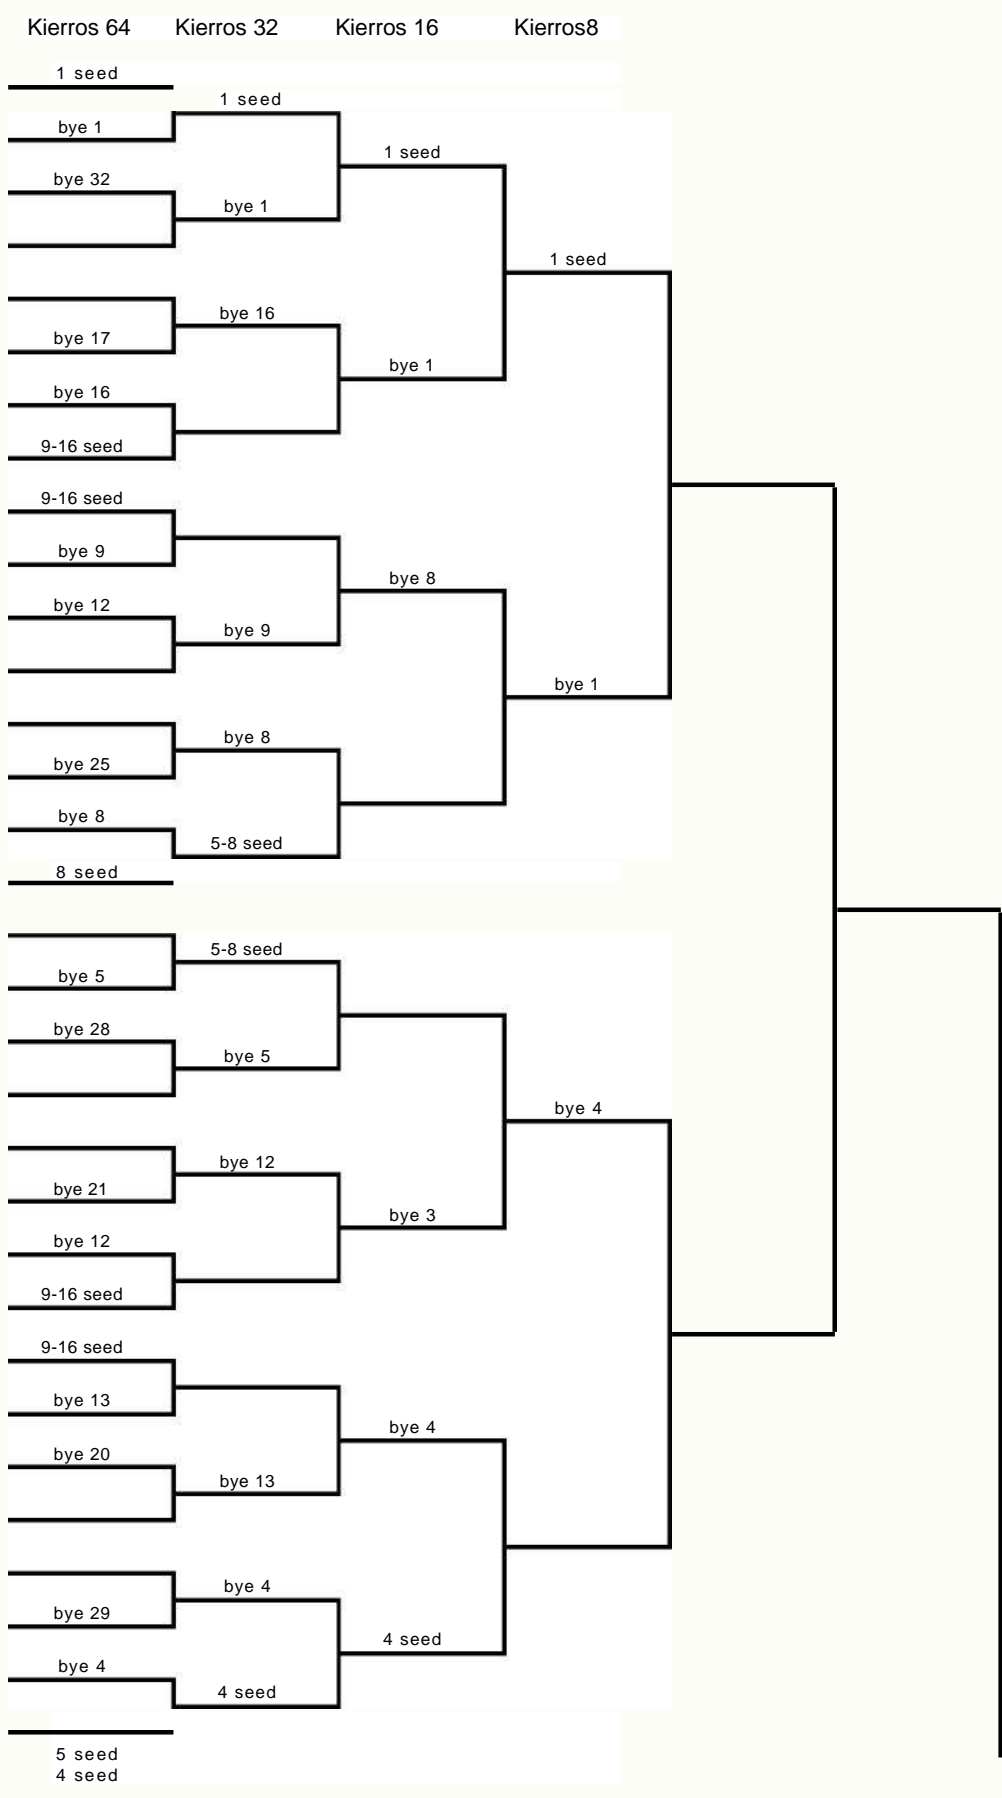 Kierros 64 Kierros 32 Kierros 16 Kierros8
1 seed
1 seed
bye 1
1 seed
bye 32
bye 1
1 seed
bye 16
bye 17
bye 1
bye 16
9-16 seed
9-16 seed
bye 9
bye 8
bye 12
bye 9
bye 1
bye 8
bye 25
bye 8
5-8 seed
8 seed
5-8 seed
bye 5
bye 28
bye 5
bye 4
bye 12
bye 21
bye 3
bye 12
9-16 seed
9-16 seed
bye 13
bye 4
bye 20
bye 13
bye 4
bye 29
4 seed
bye 4
4 seed
5 seed
4 seed